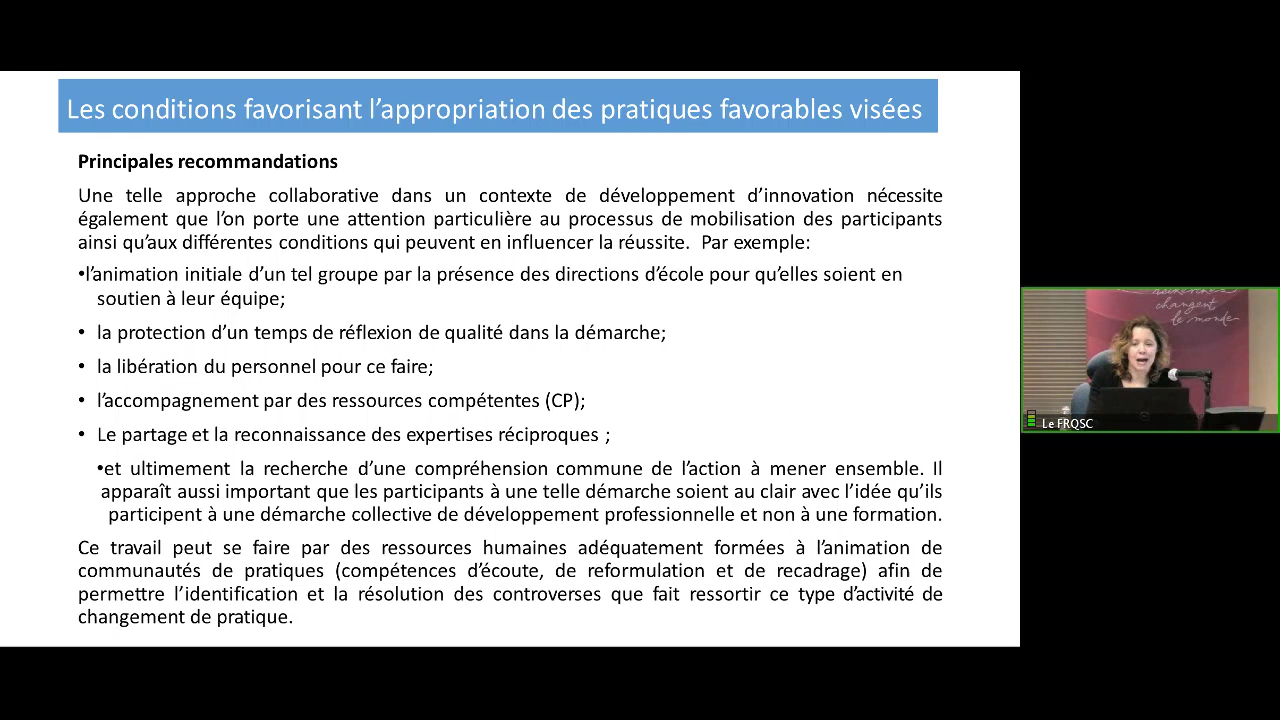 Les conditions favorisant l’appropriation des pratiques favorables visées
Principales recommandations
Une telle approche collaborative dans un contexte de développement d’innovation nécessite
également que l’on porte une attention particulière au processus de mobilisation des participants
ainsi qu’aux différentes conditions qui peuvent en influencer la réussite. Par exemple:
•l’animation initiale d’un tel groupe par la présence des directions d’école pour qu’elles soient en
soutien à leur équipe;
• la protection d’un temps de réflexion de qualité dans la démarche;
• la libération du personnel pour ce faire;
• l’accompagnement par des ressources compétentes (CP);
• Le partage et la reconnaissance des expertises réciproques ;
•et ultimement la recherche d’une compréhension commune de l’action à mener ensemble. Il
apparaît aussi important que les participants à une telle démarche soient au clair avec l’idée qu’ils
participent à une démarche collective de développement professionnelle et non à une formation.
Ce travail peut se faire par des ressources humaines adéquatement formées à l’animation de
communautés de pratiques (compétences d’écoute, de reformulation et de recadrage) afin de
permettre l’identification et la résolution des controverses que fait ressortir ce type d’activité de
changement de pratique.
changent
le monde
Le FRQSC